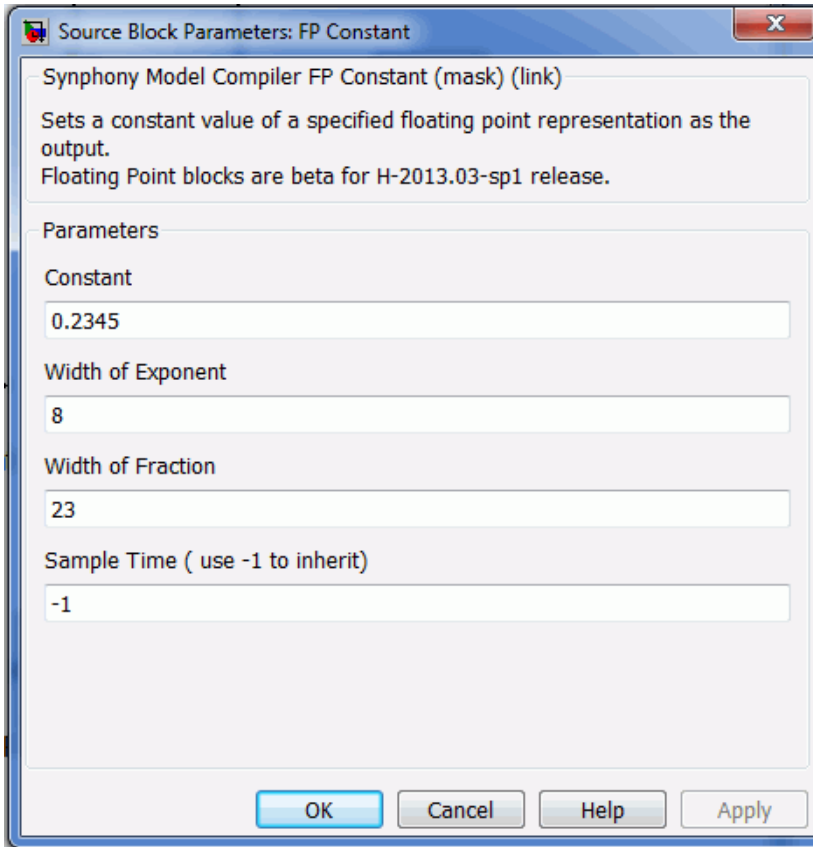 Source Block Parameters: FP Constant
Synphony Model Compiler FP Constant (mask) (link)
Sets a constant value of a specified floating point representation as the
output.
Floating Point blocks are beta for H-2013.03-sp1 release.
Parameters
Constant
0.2345
Width of Exponent
8
Width of Fraction
23
Sample Time ( use -1 to inherit)
-1
OK Cancel Help Apply